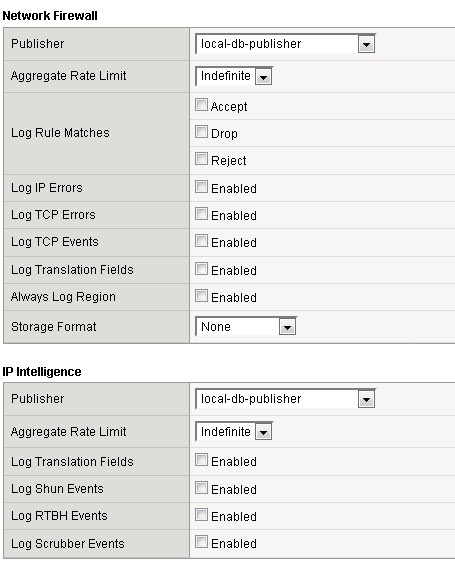 Network Firewall
Publisher local-db-publisher
Aggregate Rate Limit Indefinite
Log Rule Matches Accept
Drop
Reject
Log IP Errors Enabled
Log TCP Errors Enabled
Log TCP Events Enabled
Log Translation Fields Enabled
Always Log Region Enabled
Storage Format None
IP Intelligence
Publisher local-db-publisher
Aggregate Rate Limit Indefinite
Log Translation Fields Enabled
Log Shun Events Enabled
Log RTBH Events Enabled
Log Scrubber Events Enabled